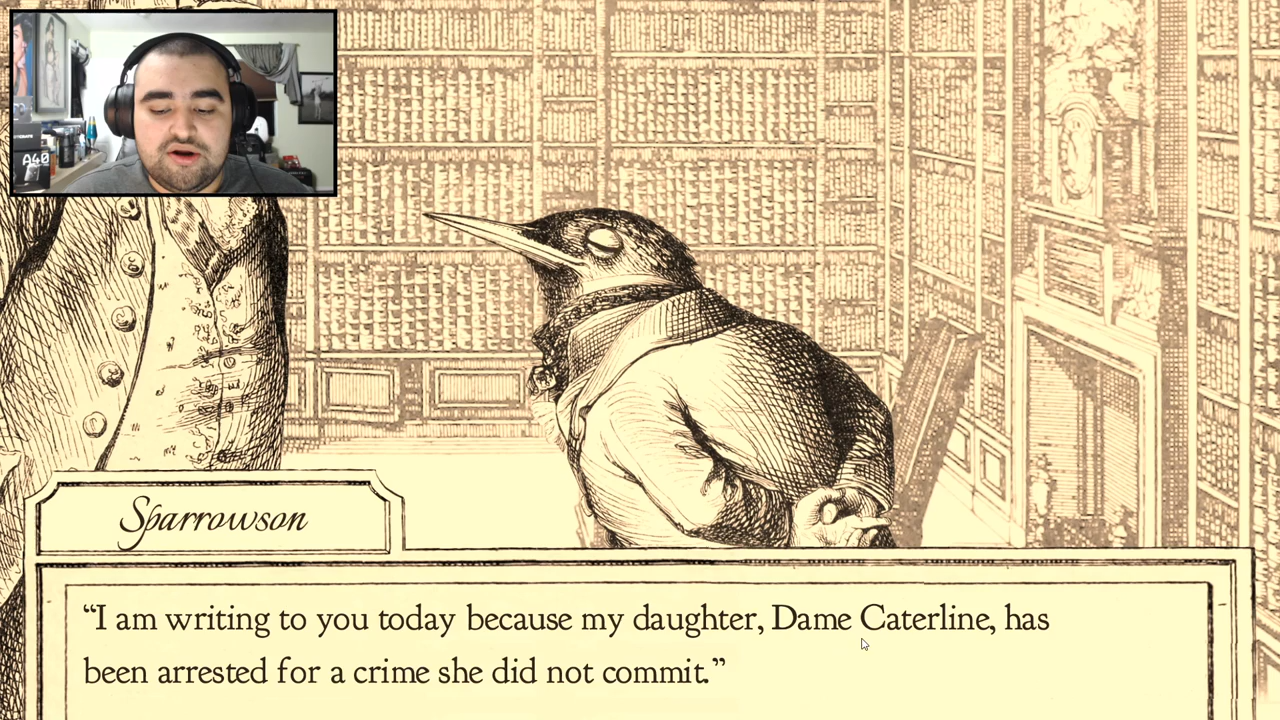 A40
Sparrowson
“I am writing to you today because my daughter, Dame Caterline, has
been arrested for a crime she did not commit.”